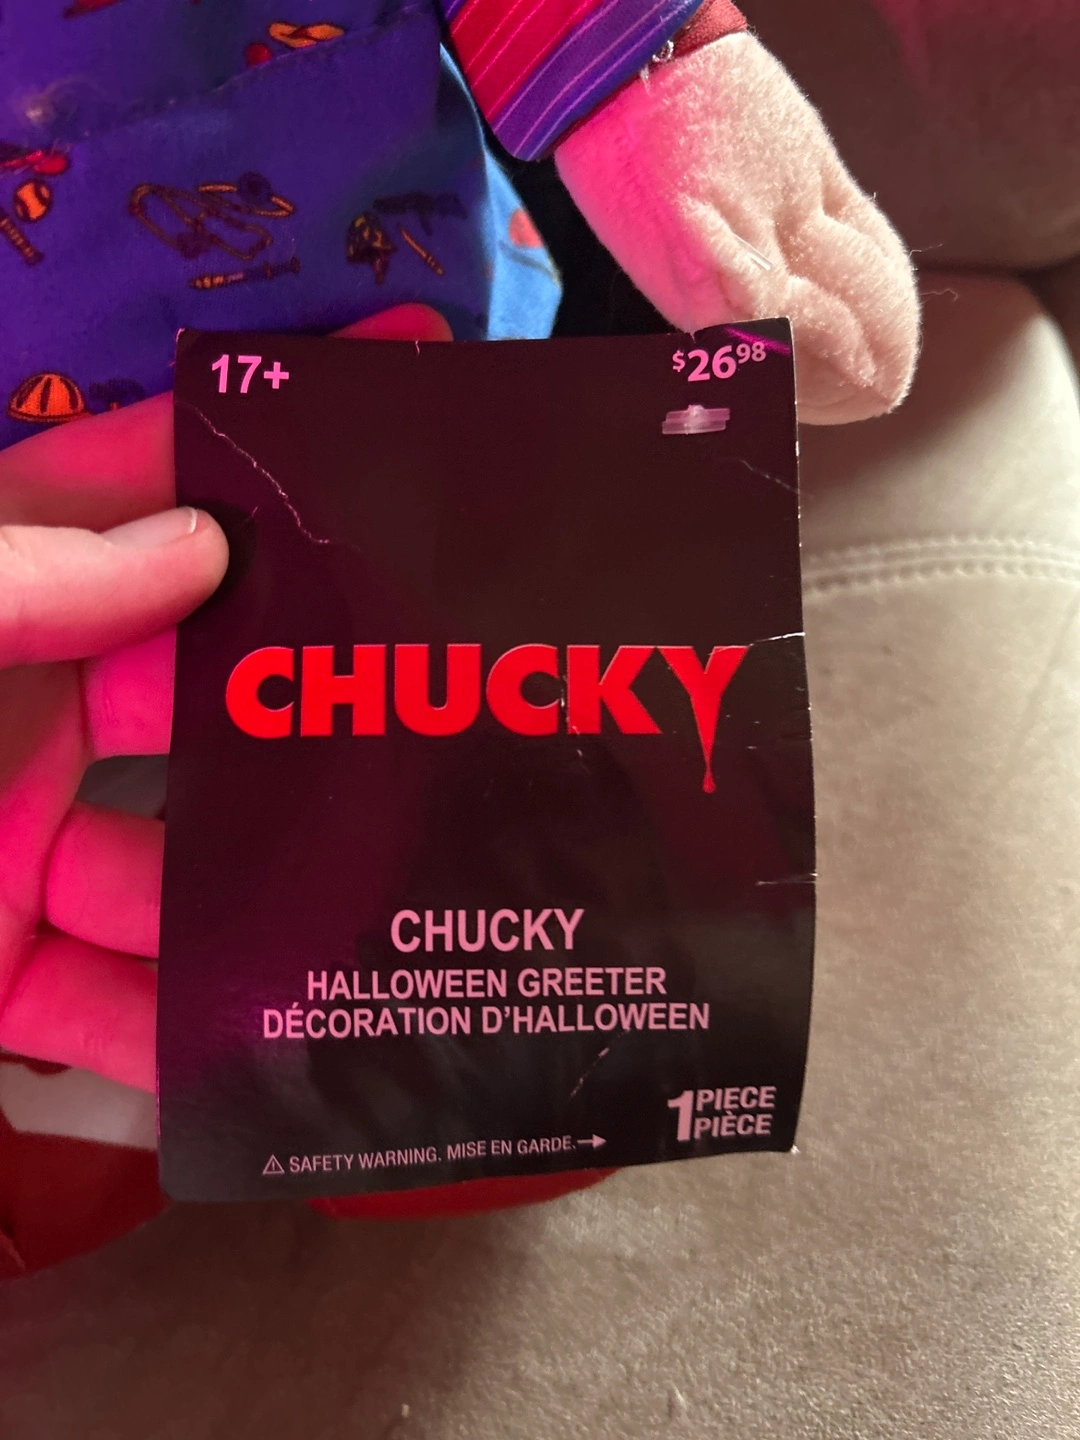 17+
$26.98
CHUCKY
CHUCKY
HALLOWEEN GREETER
DÉCORATION D'HALLOWEEN
1 PIECE
PIÈCE
⚠ SAFETY WARNING. MISE EN GARDE.→